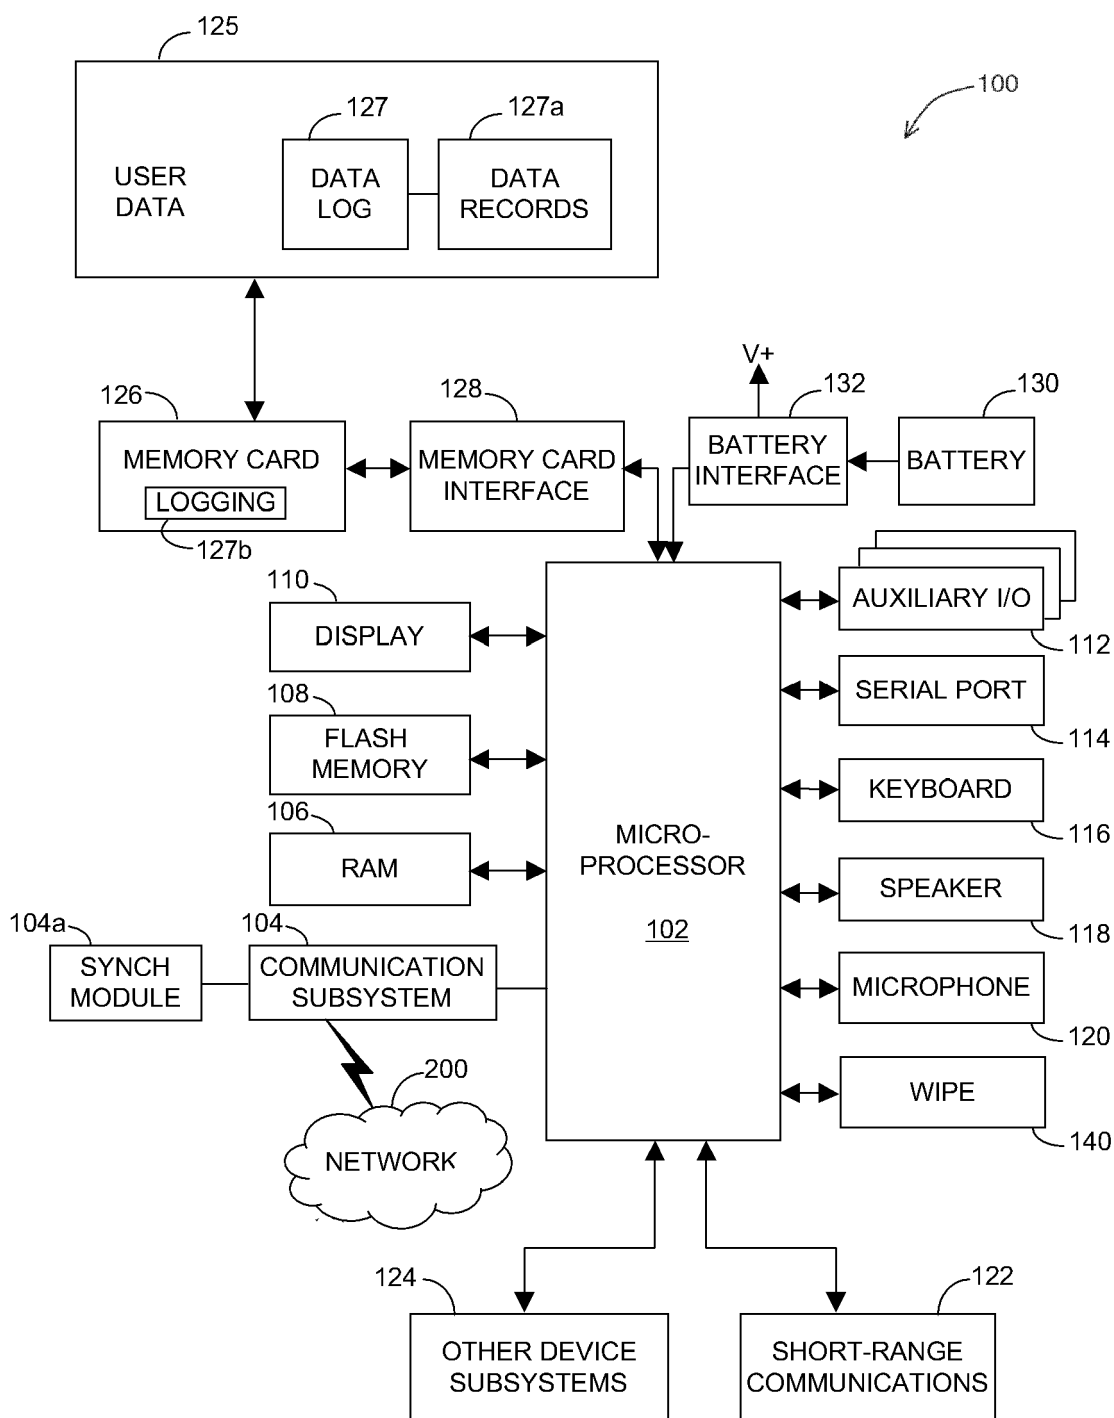 125
100
127
127a
USER
DATA
DATA
LOG
DATA
RECORDS
V+
126
128
132
130
MEMORY CARD
LOGGING
127b
MEMORY CARD
INTERFACE
BATTERY
INTERFACE
BATTERY
110
DISPLAY
AUXILIARY I/O
112
108
FLASH
MEMORY
SERIAL PORT
114
106
RAM
KEYBOARD
116
MICRO-
PROCESSOR
102
SPEAKER
118
104a
SYNCH
MODULE
104
COMMUNICATION
SUBSYSTEM
MICROPHONE
120
200
NETWORK
WIPE
140
124
OTHER DEVICE
SUBSYSTEMS
122
SHORT-RANGE
COMMUNICATIONS